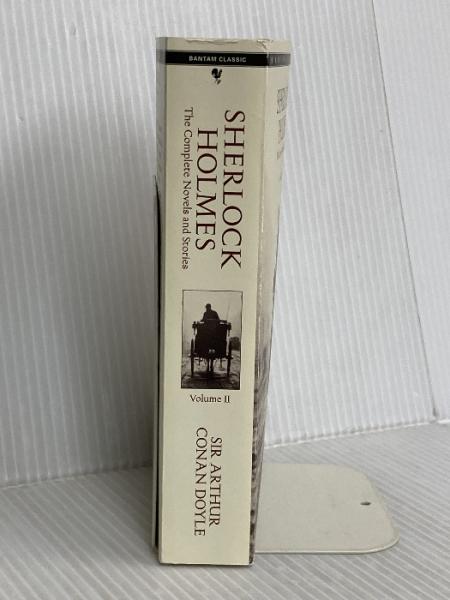 BANTAM CLASSIC
SHERLOCK
HOLMES
The Complete Novels and Stories
Volume II
SIR ARTHUR
CONAN DOYLE